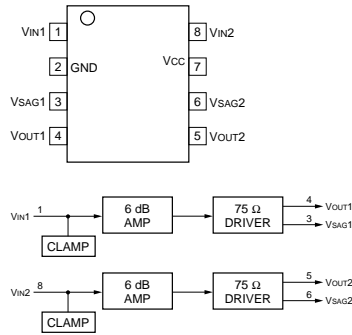 VIN1 1 8 VIN2
2 GND VCC 7
VSAG1 3 6 VSAG2
VOUT1 4 5 VOUT2
VIN1 1 6 dB AMP 75 Ω DRIVER 4 VOUT1
3 VSAG1
CLAMP
VIN2 8 6 dB AMP 75 Ω DRIVER 5 VOUT2
6 VSAG2
CLAMP